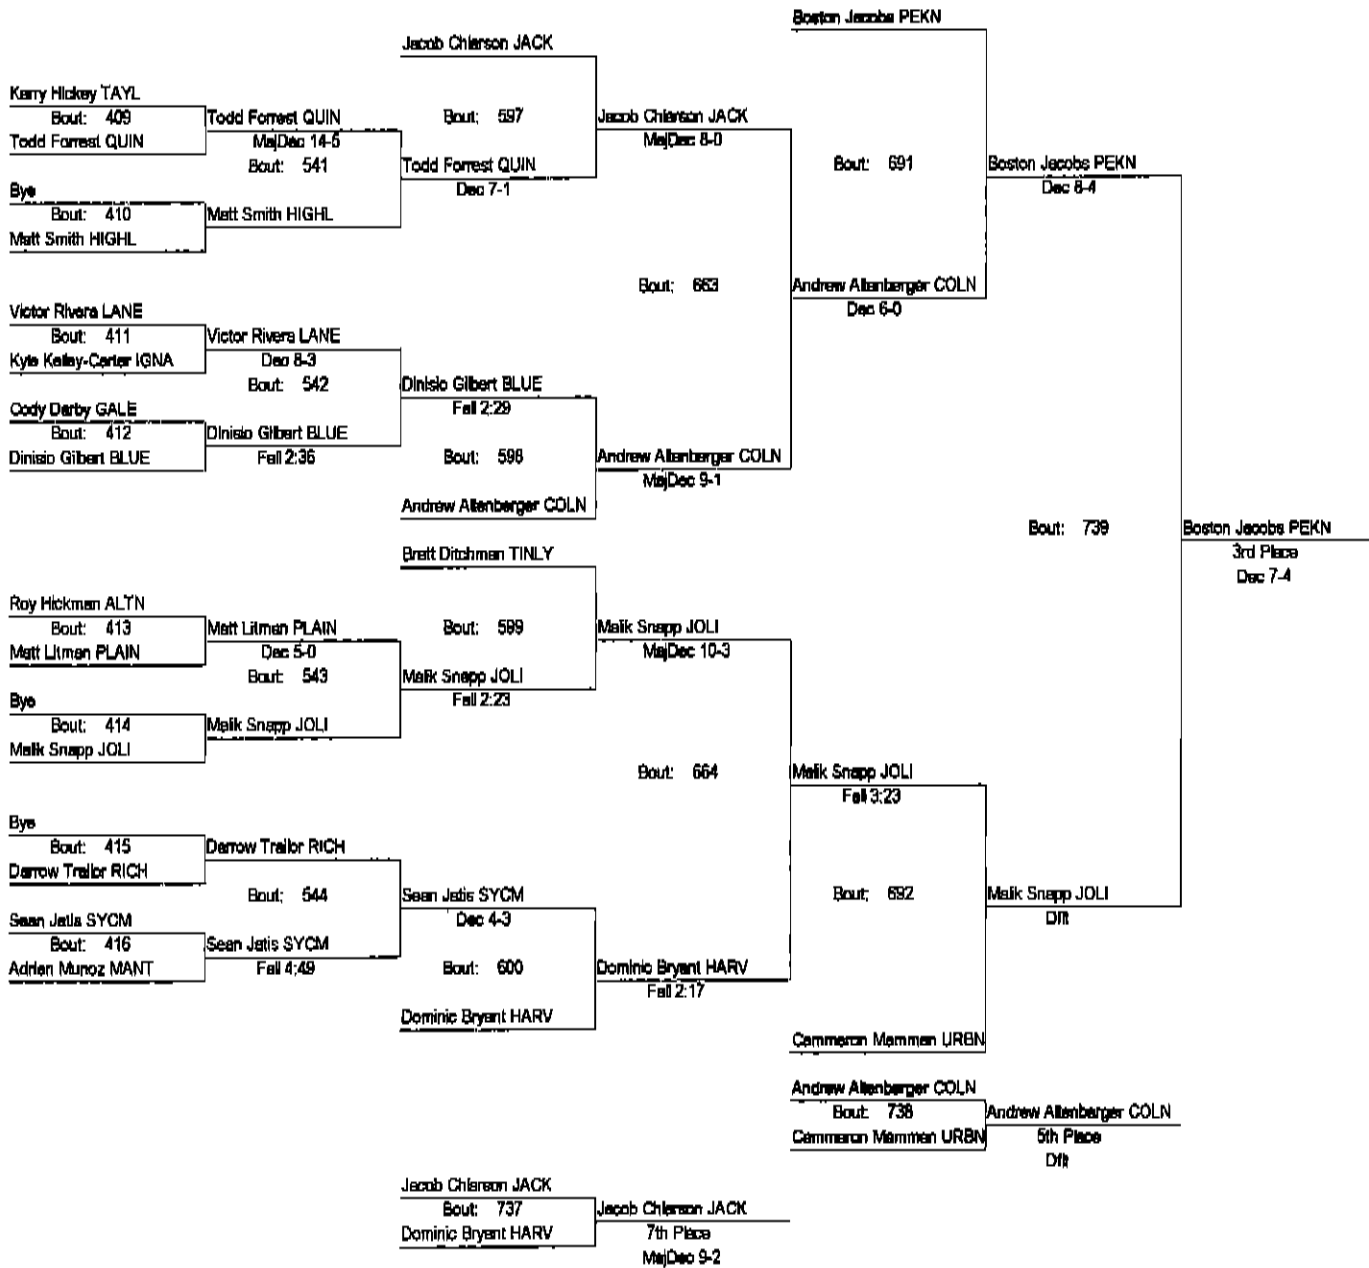 Boston Jacobs PEKN
Jacob Chierson JACK
Kerry Hickey TAYL
Bout: 409
Todd Forrest QUIN
Todd Forrest QUIN
MajDec 14-5
Bout: 541
Bye
Bout: 410
Matt Smith HIGHL
Matt Smith HIGHL
Bout: 597
Todd Forrest QUIN
Dec 7-1
Jacob Chierson JACK
MajDec 8-0
Bout: 691
Boston Jacobs PEKN
Dec 8-4
Bout: 663
Andrew Altenberger COLN
Dec 6-0
Victor Rivera LANE
Bout: 411
Kyle Kelley-Carter IGNA
Victor Rivera LANE
Dec 8-3
Bout: 542
Cody Darby GALE
Bout: 412
Dinisio Gilbert BLUE
Dinisio Gilbert BLUE
Fall 2:36
Dinisio Gilbert BLUE
Fall 2:29
Bout: 598
Andrew Altenberger COLN
Andrew Altenberger COLN
MajDec 9-1
Bout: 739
Boston Jacobs PEKN
3rd Place
Dec 7-4
Brett Ditchman TINLY
Roy Hickman ALTN
Bout: 413
Matt Litman PLAIN
Matt Litman PLAIN
Dec 5-0
Bout: 543
Bye
Bout: 414
Malik Snapp JOLI
Malik Snapp JOLI
Bout: 599
Malik Snapp JOLI
Fall 2:23
Malik Snapp JOLI
MajDec 10-3
Bout: 664
Malik Snapp JOLI
Fall 3:23
Bye
Bout: 415
Darrow Trailor RICH
Darrow Trailor RICH
Bout: 544
Sean Jatis SYCM
Bout: 416
Adrian Munoz MANT
Sean Jatis SYCM
Fall 4:49
Sean Jatis SYCM
Dec 4-3
Bout: 600
Dominic Bryant HARV
Dominic Bryant HARV
Fall 2:17
Bout: 692
Malik Snapp JOLI
Dflt
Cammeron Mamman URBN
Andrew Altenberger COLN
Bout: 738
Cammeron Mamman URBN
Andrew Altenberger COLN
5th Place
Dflt
Jacob Chierson JACK
Bout: 737
Dominic Bryant HARV
Jacob Chierson JACK
7th Place
MajDec 9-2